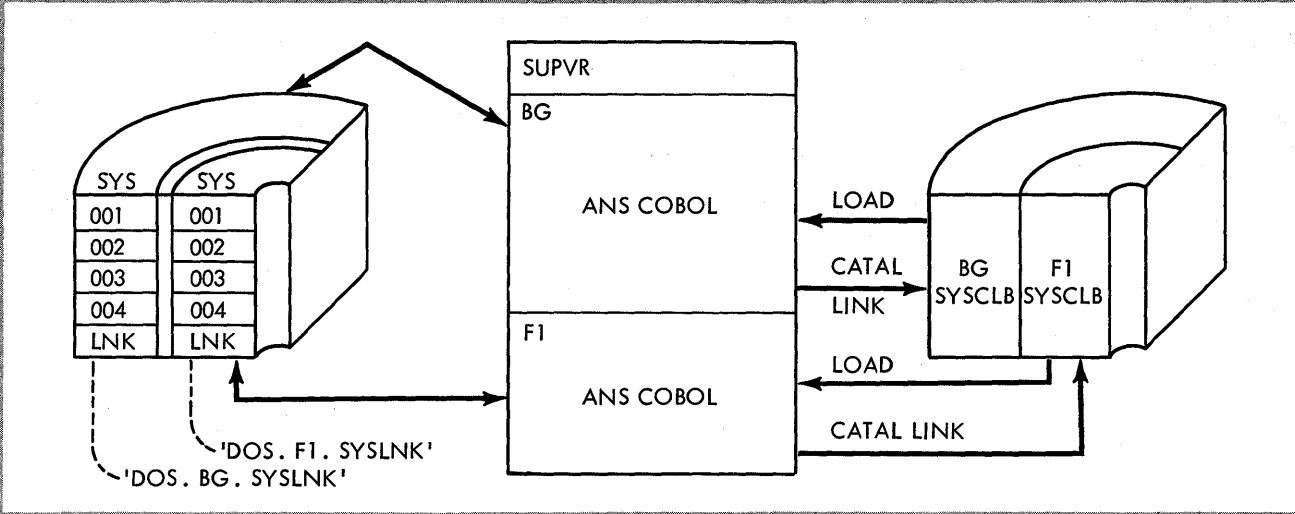 SUPVR
BG
ANS COBOL
F1
ANS COBOL
SYS SYS
001 001
002 002
003 003
004 004
LNK LNK
'DOS. F1. SYSLNK'
'DOS. BG. SYSLNK'
LOAD
CATAL
LINK
LOAD
CATAL LINK
BG
SYSCLB
F1
SYSCLB